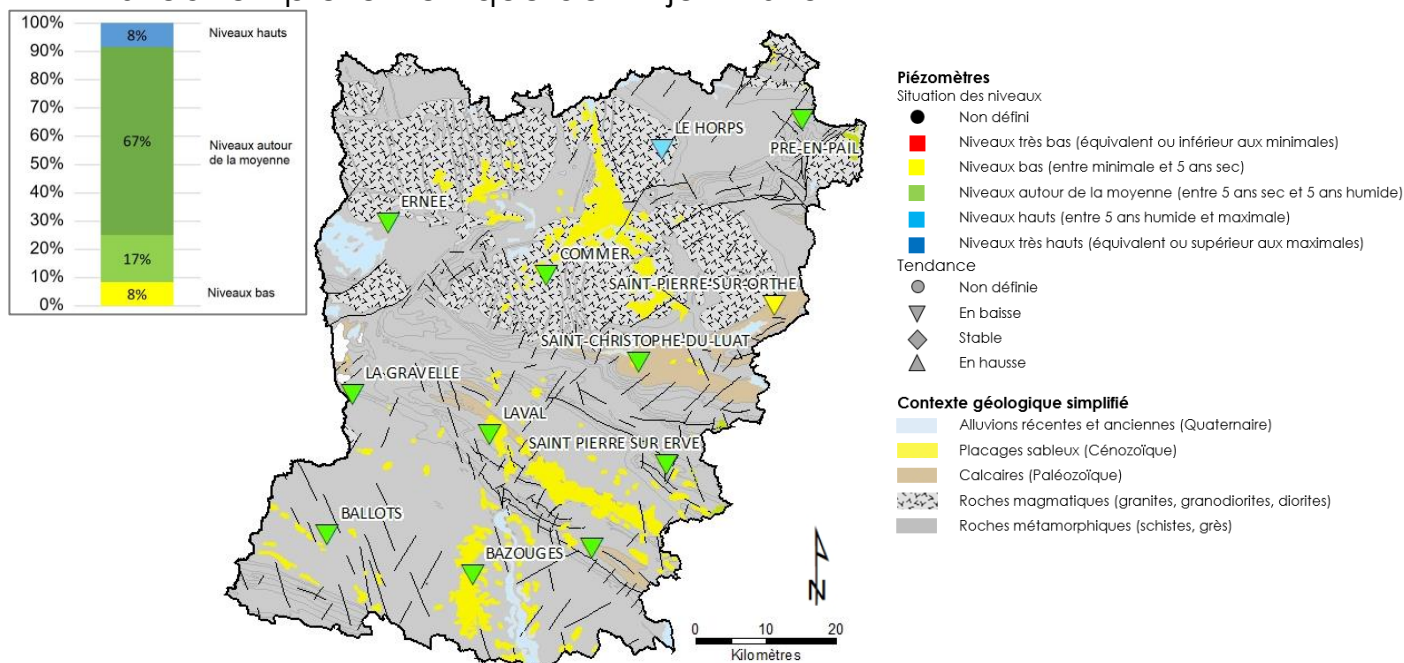 100%
90%
80%
70%
60%
50%
40%
30%
20%
10%
0%
8%
67%
17%
8%
Niveaux hauts
Niveaux autour
de la moyenne
Niveaux bas
LE HORPS
PRE-EN-PAIL
ERNEE
COMMER
SAINT-PIERRE-SUR-ORTHE
SAINT-CHRISTOPHE-DU-LUAT
LA-GRAVELLE
LAVAL
SAINT PIERRE SUR ERVE
BALLOTS
BAZOUGES
N
0 10 20
Kilomètres
Piézomètres
Situation des niveaux
Non défini
Niveaux très bas (équivalent ou inférieur aux minimales)
Niveaux bas (entre minimale et 5 ans sec)
Niveaux autour de la moyenne (entre 5 ans sec et 5 ans humide)
Niveaux hauts (entre 5 ans humide et maximale)
Niveaux très hauts (équivalent ou supérieur aux maximales)
Tendance
Non définie
En baisse
Stable
En hausse
Contexte géologique simplifié
Alluvions récentes et anciennes (Quaternaire)
Placages sableux (Cénozoïque)
Calcaires (Paléozoïque)
Roches magmatiques (granites, granodiorites, diorites)
Roches métamorphiques (schistes, grès)